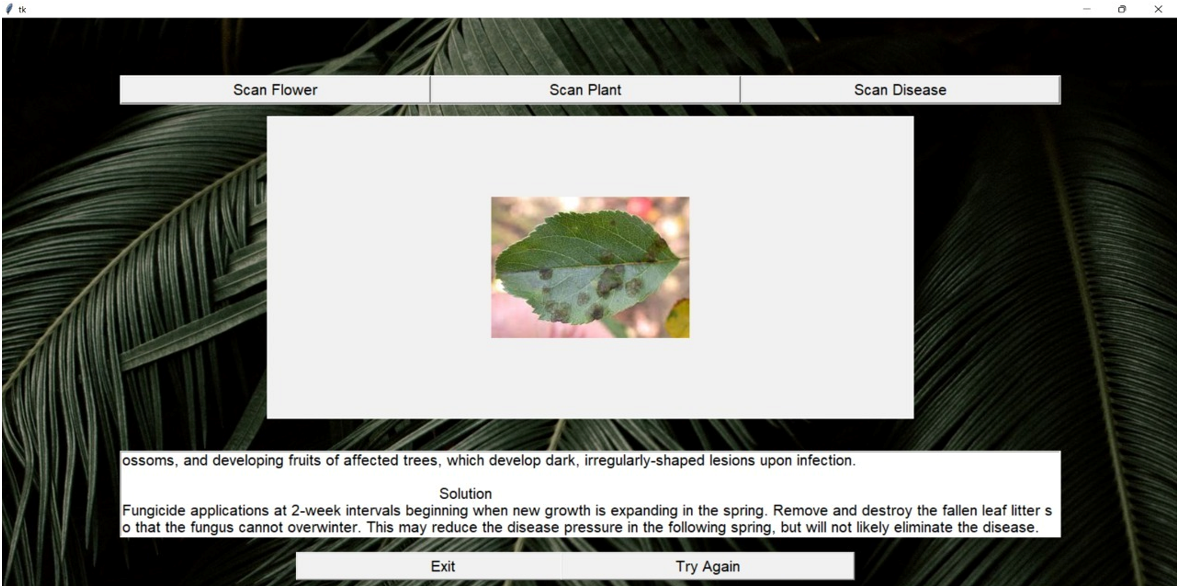 tk
Scan Flower Scan Plant Scan Disease
ossoms, and developing fruits of affected trees, which develop dark, irregularly-shaped lesions upon infection.
Solution
Fungicide applications at 2-week intervals beginning when new growth is expanding in the spring. Remove and destroy the fallen leaf litter s
o that the fungus cannot overwinter. This may reduce the disease pressure in the following spring, but will not likely eliminate the disease.
Exit Try Again